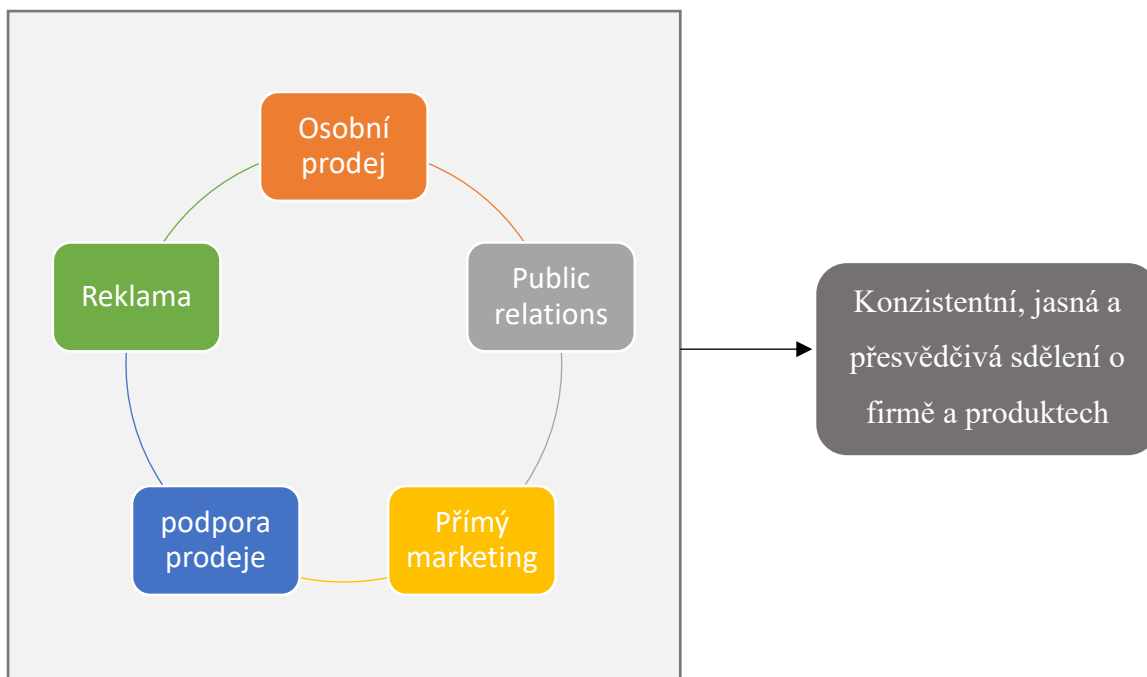 Osobní
prodej
Reklama
Public
relations
podpora
prodeje
Přímý
marketing
Konzistentní, jasná a
přesvědčivá sdělení o
firmě a produktech